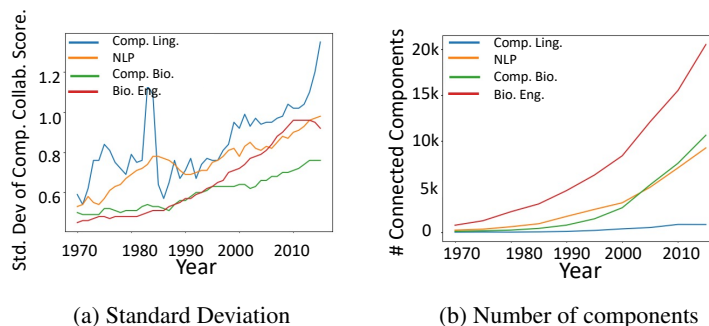 Std. Dev of Comp. Collab. Score.
1.2
1.0
0.8
0.6
Comp. Ling.
NLP
Comp. Bio.
Bio. Eng.
1970 1980 1990 2000 2010
Year
(a) Standard Deviation
# Connected Components
20k
15k
10k
5k
0
Comp. Ling.
NLP
Comp. Bio.
Bio. Eng.
1970 1980 1990 2000 2010
Year
(b) Number of components